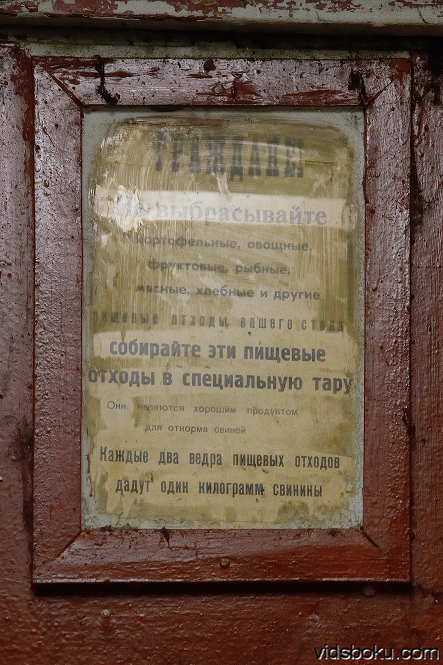 ГРАЖДАНЕ!
Не выбрасывайте
картофельные, овощные,
фруктовые, рыбные,
мясные, хлебные и другие
пищевые отходы вашего стола
собирайте эти пищевые
отходы в специальную тару
Они являются хорошим продуктом
для откорма свиней
Каждые два ведра пищевых отходов
дадут один килограмм свинины
vidsboku.com